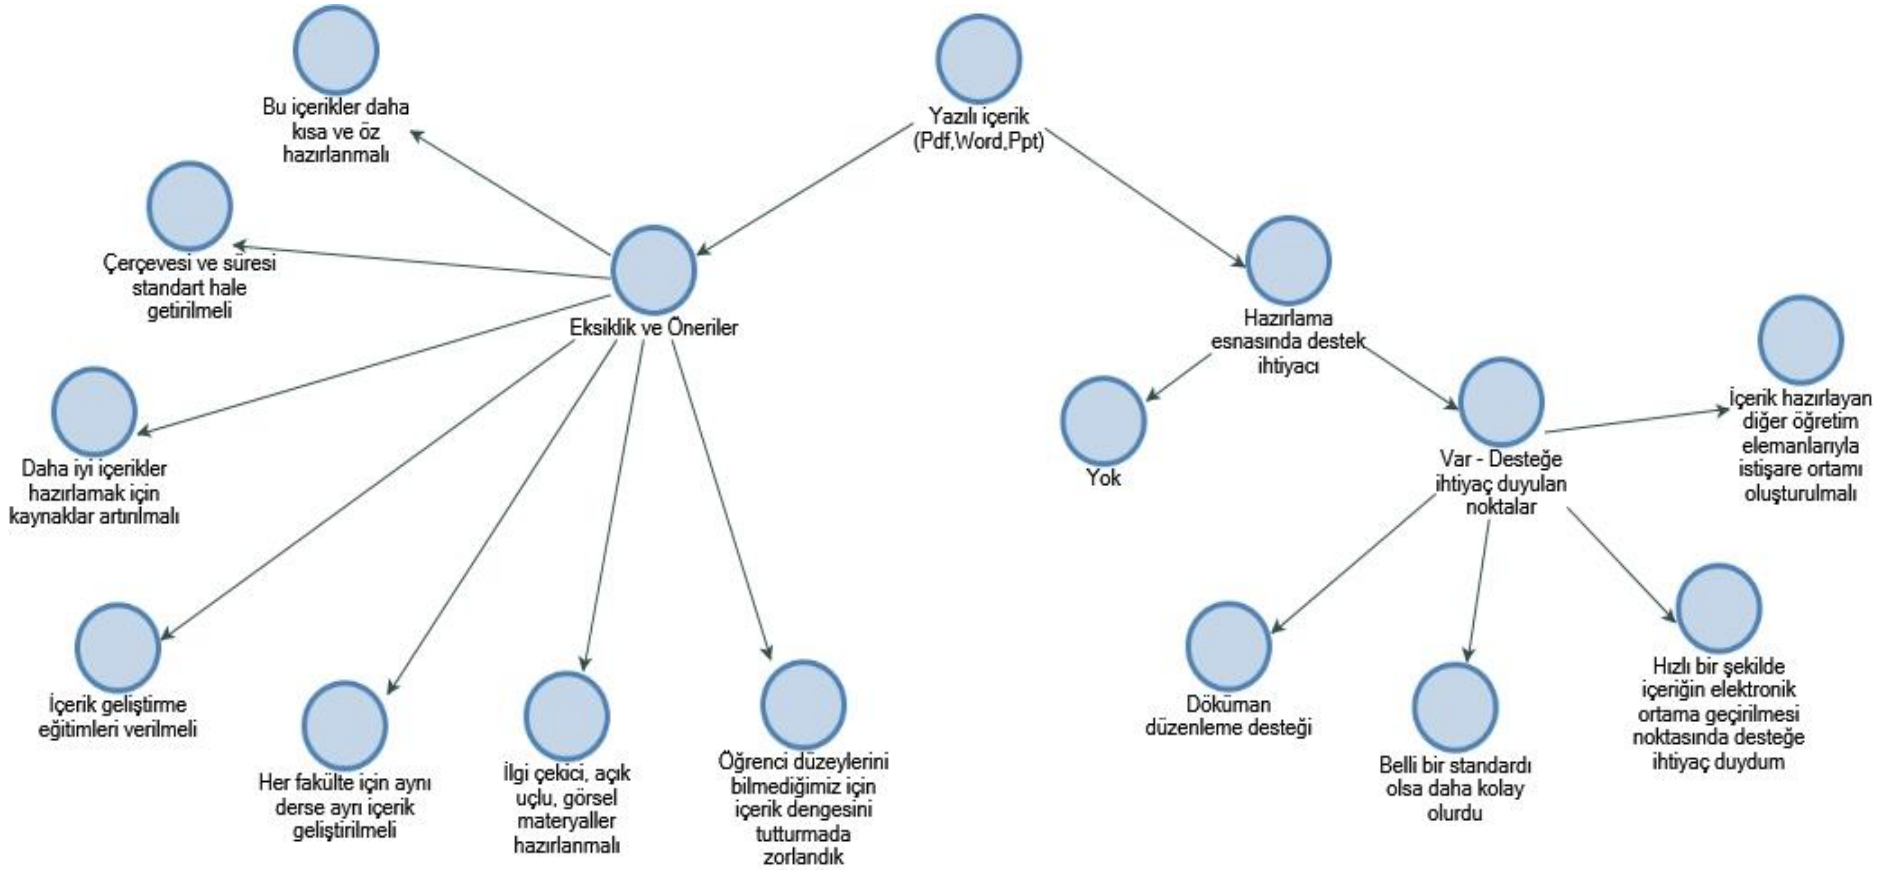 Yazılı içerik
(Pdf,Word,Ppt)
Eksiklik ve Öneriler
Bu içerikler daha
kısa ve öz
hazırlanmalı
Çerçevesi ve süresi
standart hale
getirilmeli
Daha iyi içerikler
hazırlamak için
kaynaklar artırılmalı
İçerik geliştirme
eğitimleri verilmeli
Her fakülte için aynı
derse ayrı içerik
geliştirilmeli
İlgi çekici, açık
uçlu, görsel
materyaller
hazırlanmalı
Öğrenci düzeylerini
bilmediğimiz için
içerik dengesini
tutturmada
zorlandık
Hazırlama
esnasında destek
ihtiyacı
Yok
Var - Desteğe
ihtiyaç duyulan
noktalar
Döküman
düzenleme desteği
Belli bir standardı
olsa daha kolay
olurdu
Hızlı bir şekilde
içeriğin elektronik
ortama geçirilmesi
noktasında desteğe
ihtiyaç duydum
İçerik hazırlayan
diğer öğretim
elemanlarıyla
istişare ortamı
oluşturulmalı